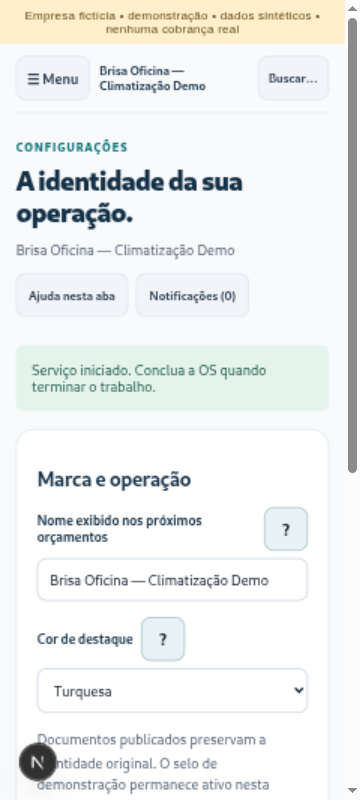 Empresa fictícia • demonstração • dados sintéticos •
nenhuma cobrança real
☰ Menu
Brisa Oficina —
Climatização Demo
Buscar...
CONFIGURAÇÕES
A identidade da sua
operação.
Brisa Oficina — Climatização Demo
Ajuda nesta aba
Notificações (0)
Serviço iniciado. Conclua a OS quando
terminar o trabalho.
Marca e operação
Nome exibido nos próximos
orçamentos
?
Brisa Oficina — Climatização Demo
Cor de destaque
?
Turquesa
Documentos publicados preservam a
N
identidade original. O selo de
demonstração permanece ativo nesta